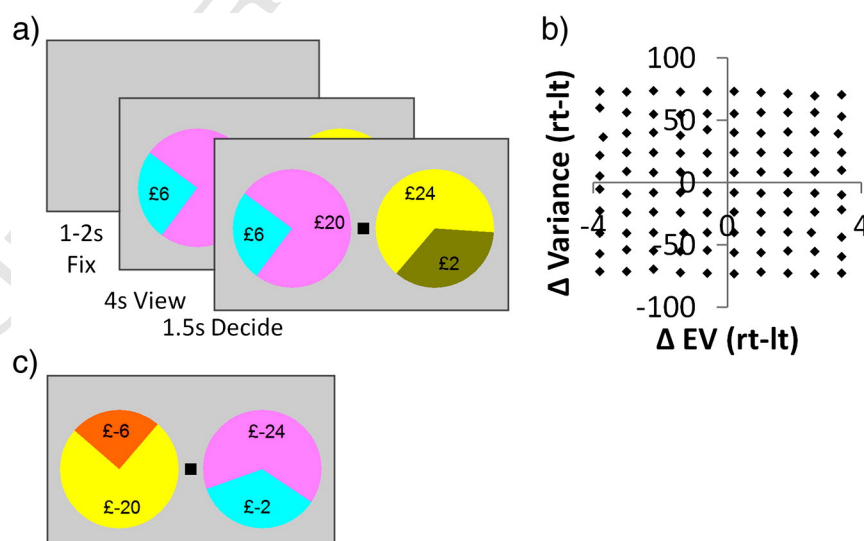 a)
£6
£6
£20
£24
£2
1-2s
Fix
4s View
1.5s Decide
b)
Δ Variance (rt-lt)
100
50
0
-50
-100
-4
0
4
Δ EV (rt-lt)
c)
£-6
£-20
£-24
£-2